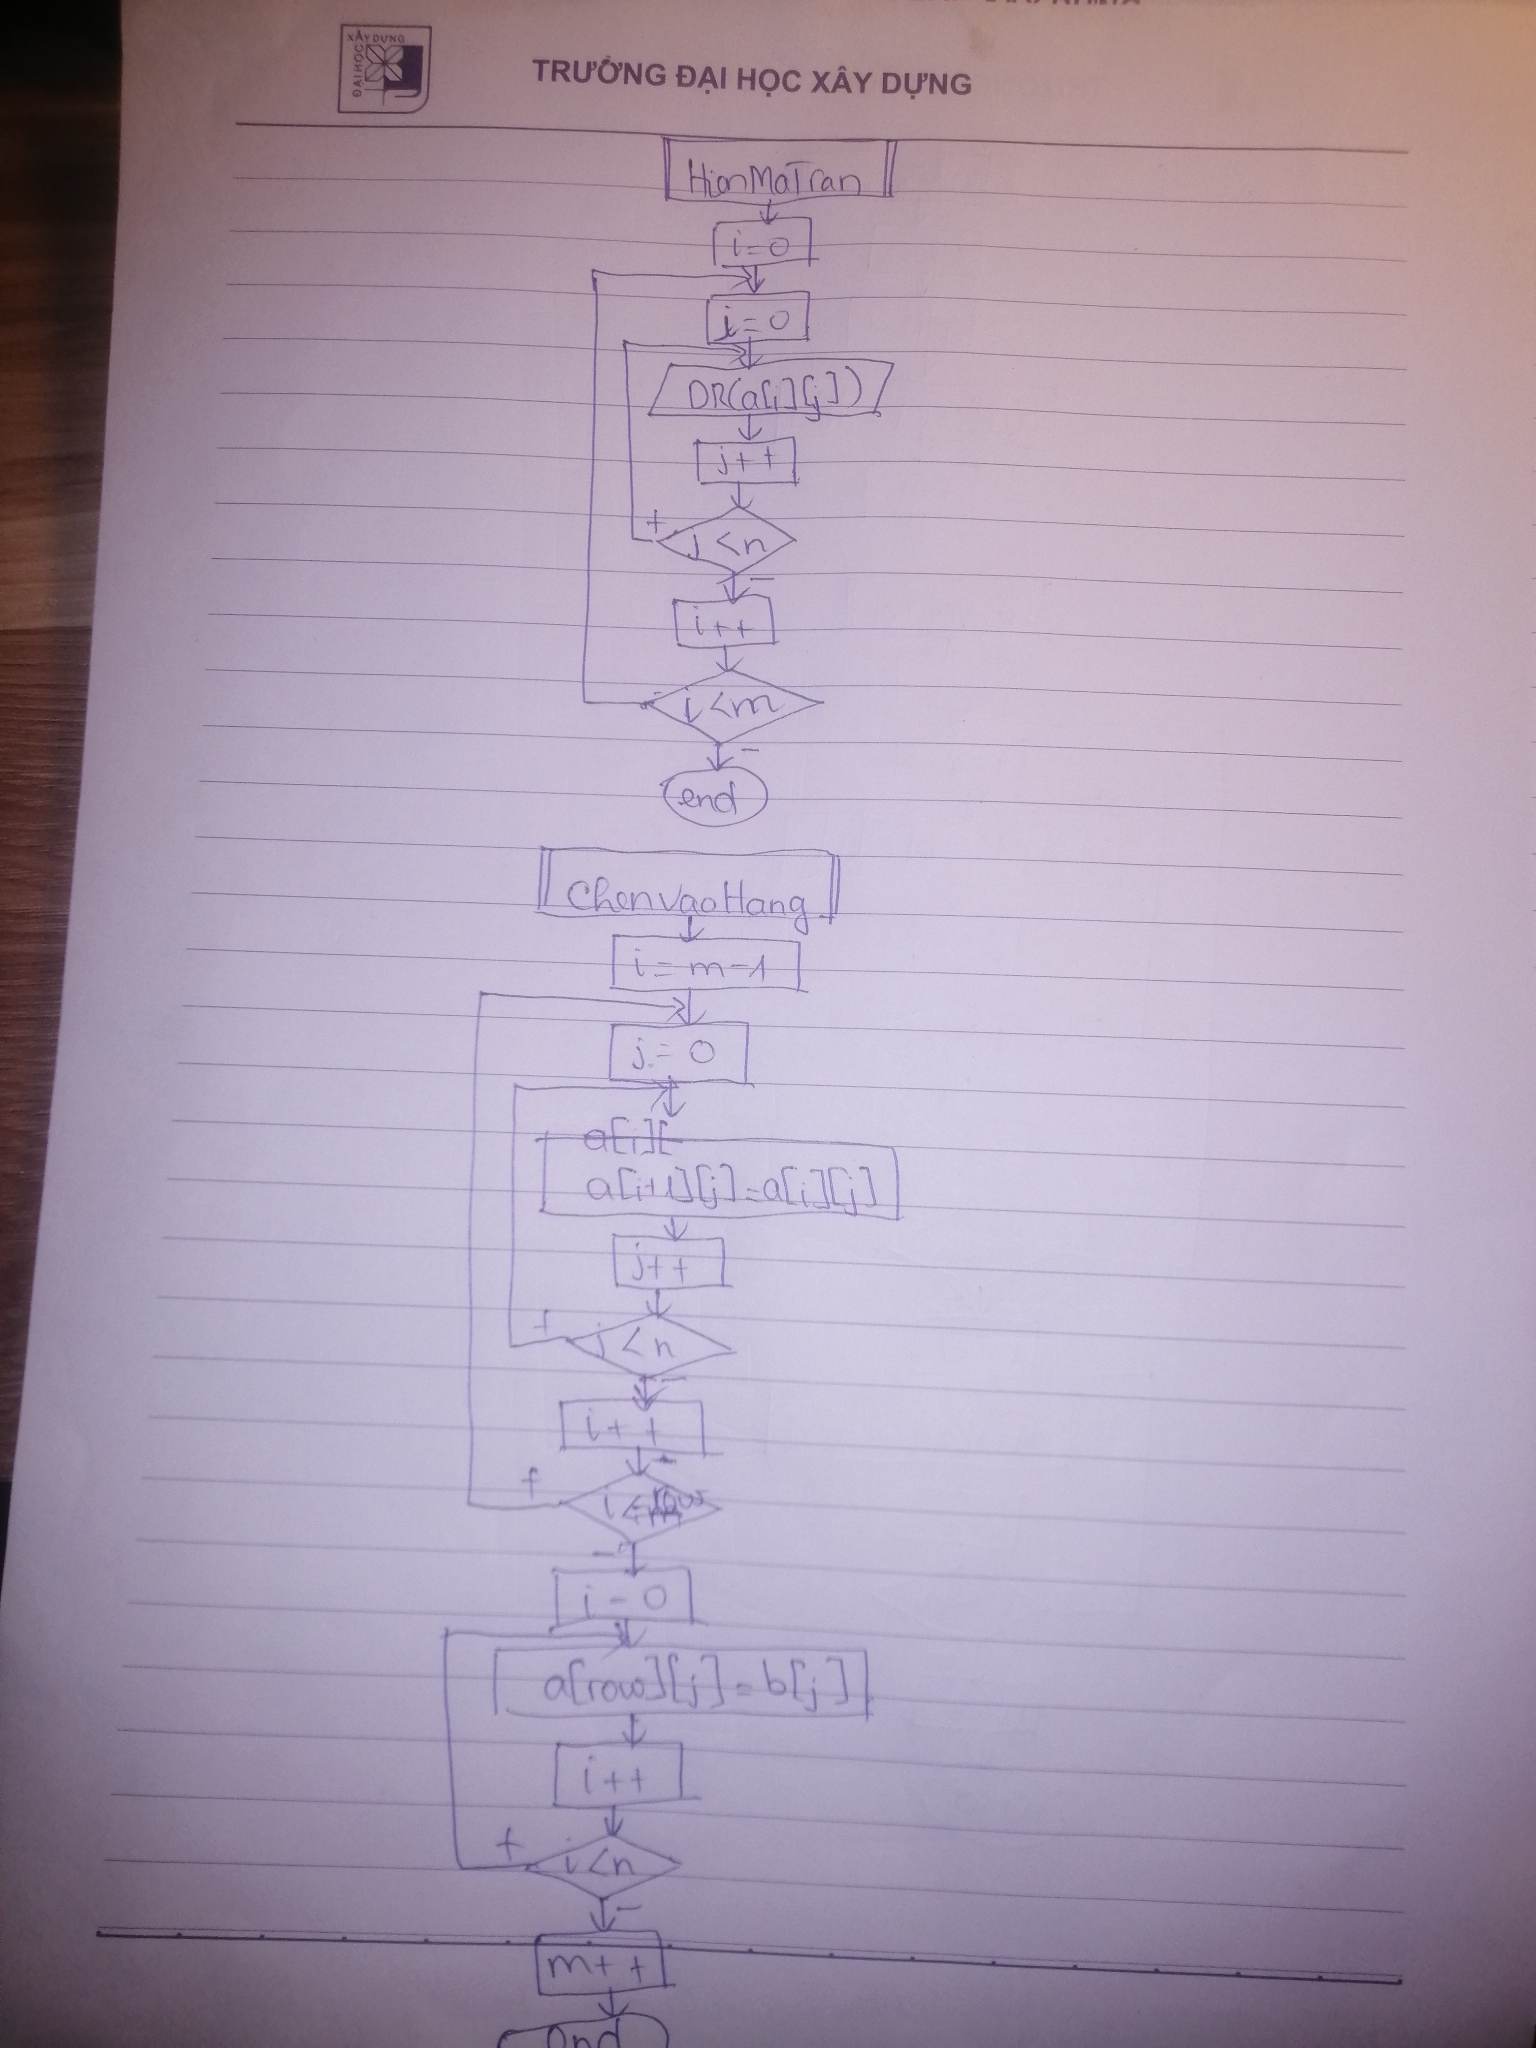 XÂY DỰNG
ĐẠI HỌC
TRƯỜNG ĐẠI HỌC XÂY DỰNG
HienMaTran
i=0
j=0
DR(a[i][j])
j++
+
j<n
-
i++
i<m
-
end
ChenVaoHang
i=m-1
j=0
a[i][
a[i+1][j]=a[i][j]
j++
+
j<n
-
i++
+
i<
-
i=0
a[row][j]=b[j]
i++
+
i<n
-
m++
end